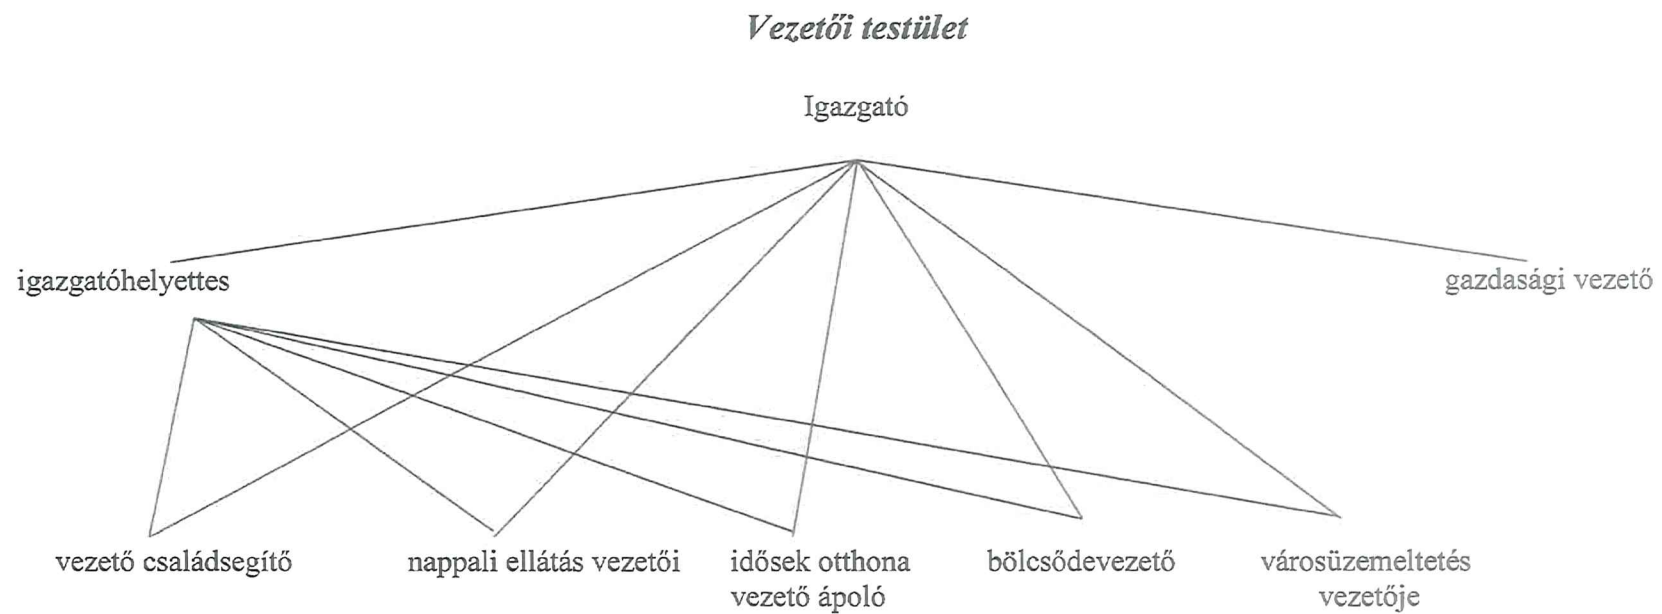 Vezetői testület
Igazgató
igazgatóhelyettes
gazdasági vezető
vezető családsegítő
nappali ellátás vezetői
idősek otthona
vezető ápoló
bölcsődevezető
városüzemeltetés
vezetője